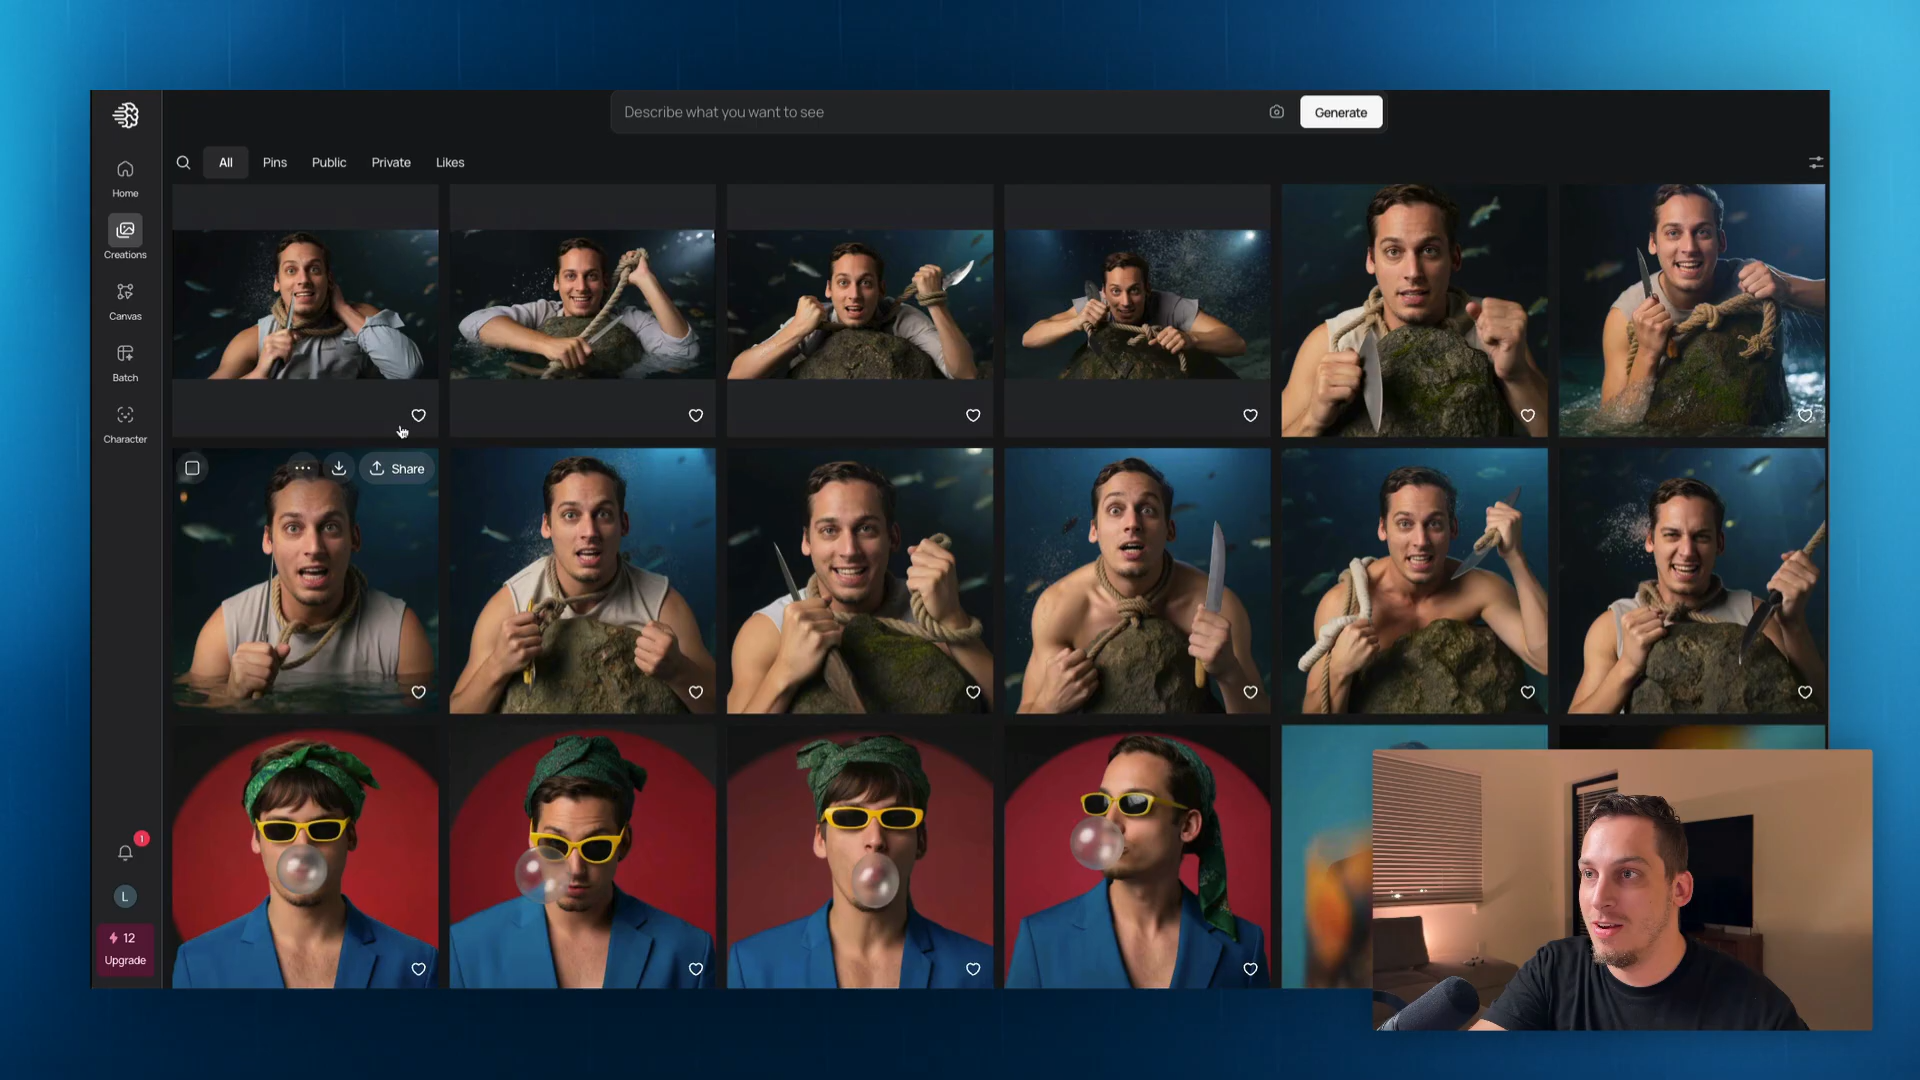 Describe what you want to see
Generate
All
Pins
Public
Private
Likes
Home
Creations
Canvas
Batch
Character
Share
1
L
12
Upgrade